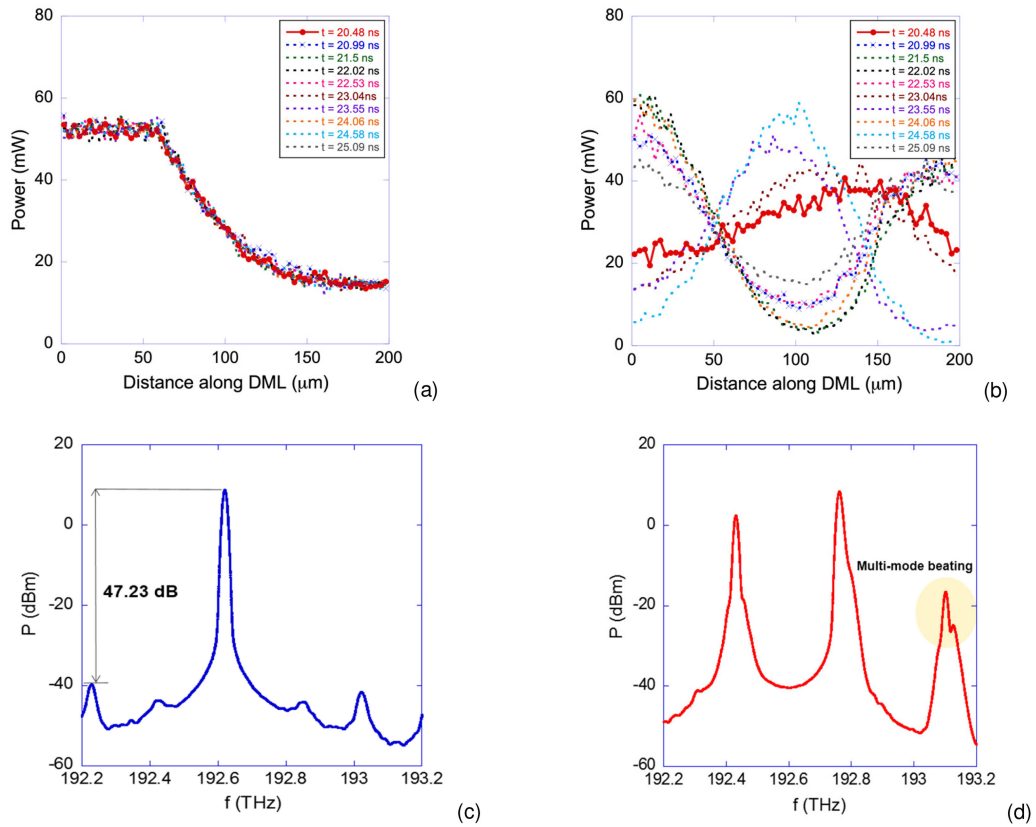 80
60
40
20
0
Power (mW)
t = 20.48 ns
t = 20.99 ns
t = 21.5 ns
t = 22.02 ns
t = 22.53 ns
t = 23.04ns
t = 23.55 ns
t = 24.06 ns
t = 24.58 ns
t = 25.09 ns
0 50 100 150 200
Distance along DML (μm)
(a)
80
60
40
20
0
Power (mW)
t = 20.48 ns
t = 20.99 ns
t = 21.5 ns
t = 22.02 ns
t = 22.53 ns
t = 23.04ns
t = 23.55 ns
t = 24.06 ns
t = 24.58 ns
t = 25.09 ns
0 50 100 150 200
Distance along DML (μm)
(b)
20
0
-20
-40
-60
P (dBm)
47.23 dB
192.2 192.4 192.6 192.8 193 193.2
f (THz)
(c)
20
0
-20
-40
-60
P (dBm)
Multi-mode beating
192.2 192.4 192.6 192.8 193 193.2
f (THz)
(d)